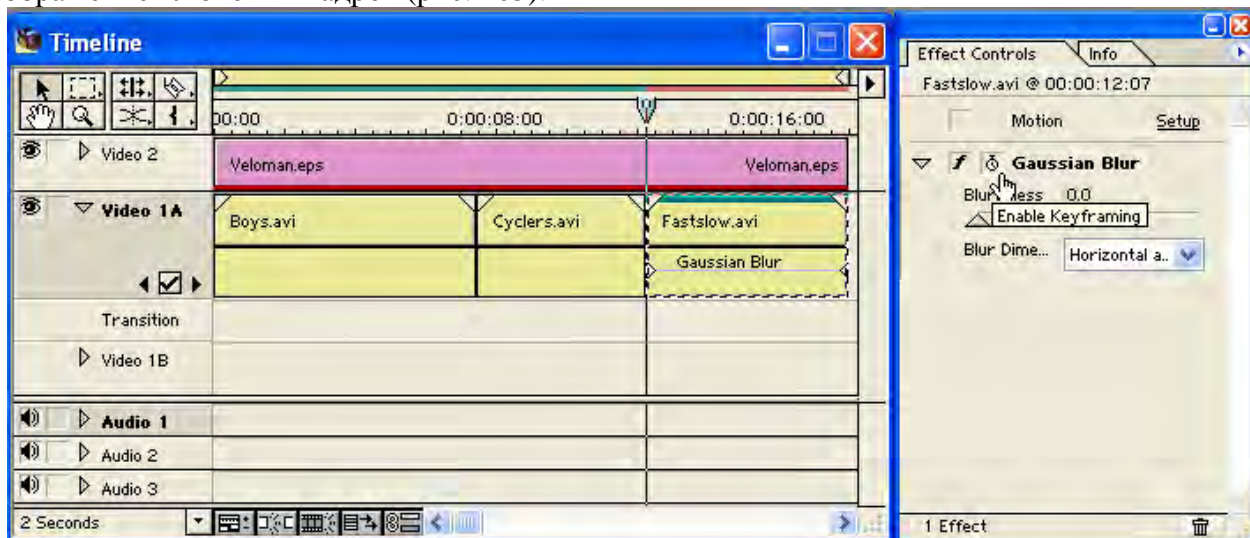 Timeline
00:00 0:00:08:00 0:00:16:00
Video 2
Veloman.eps Veloman.eps
Video 1A
Boys.avi Cyclers.avi Fastslow.avi
Gaussian Blur
Transition
Video 1B
Audio 1
Audio 2
Audio 3
2 Seconds
Effect Controls Info
Fastslow.avi @ 00:00:12:07
Motion Setup
f Gaussian Blur
0.0
Enable Keyframing
Blur Dime... Horizontal a..
1 Effect